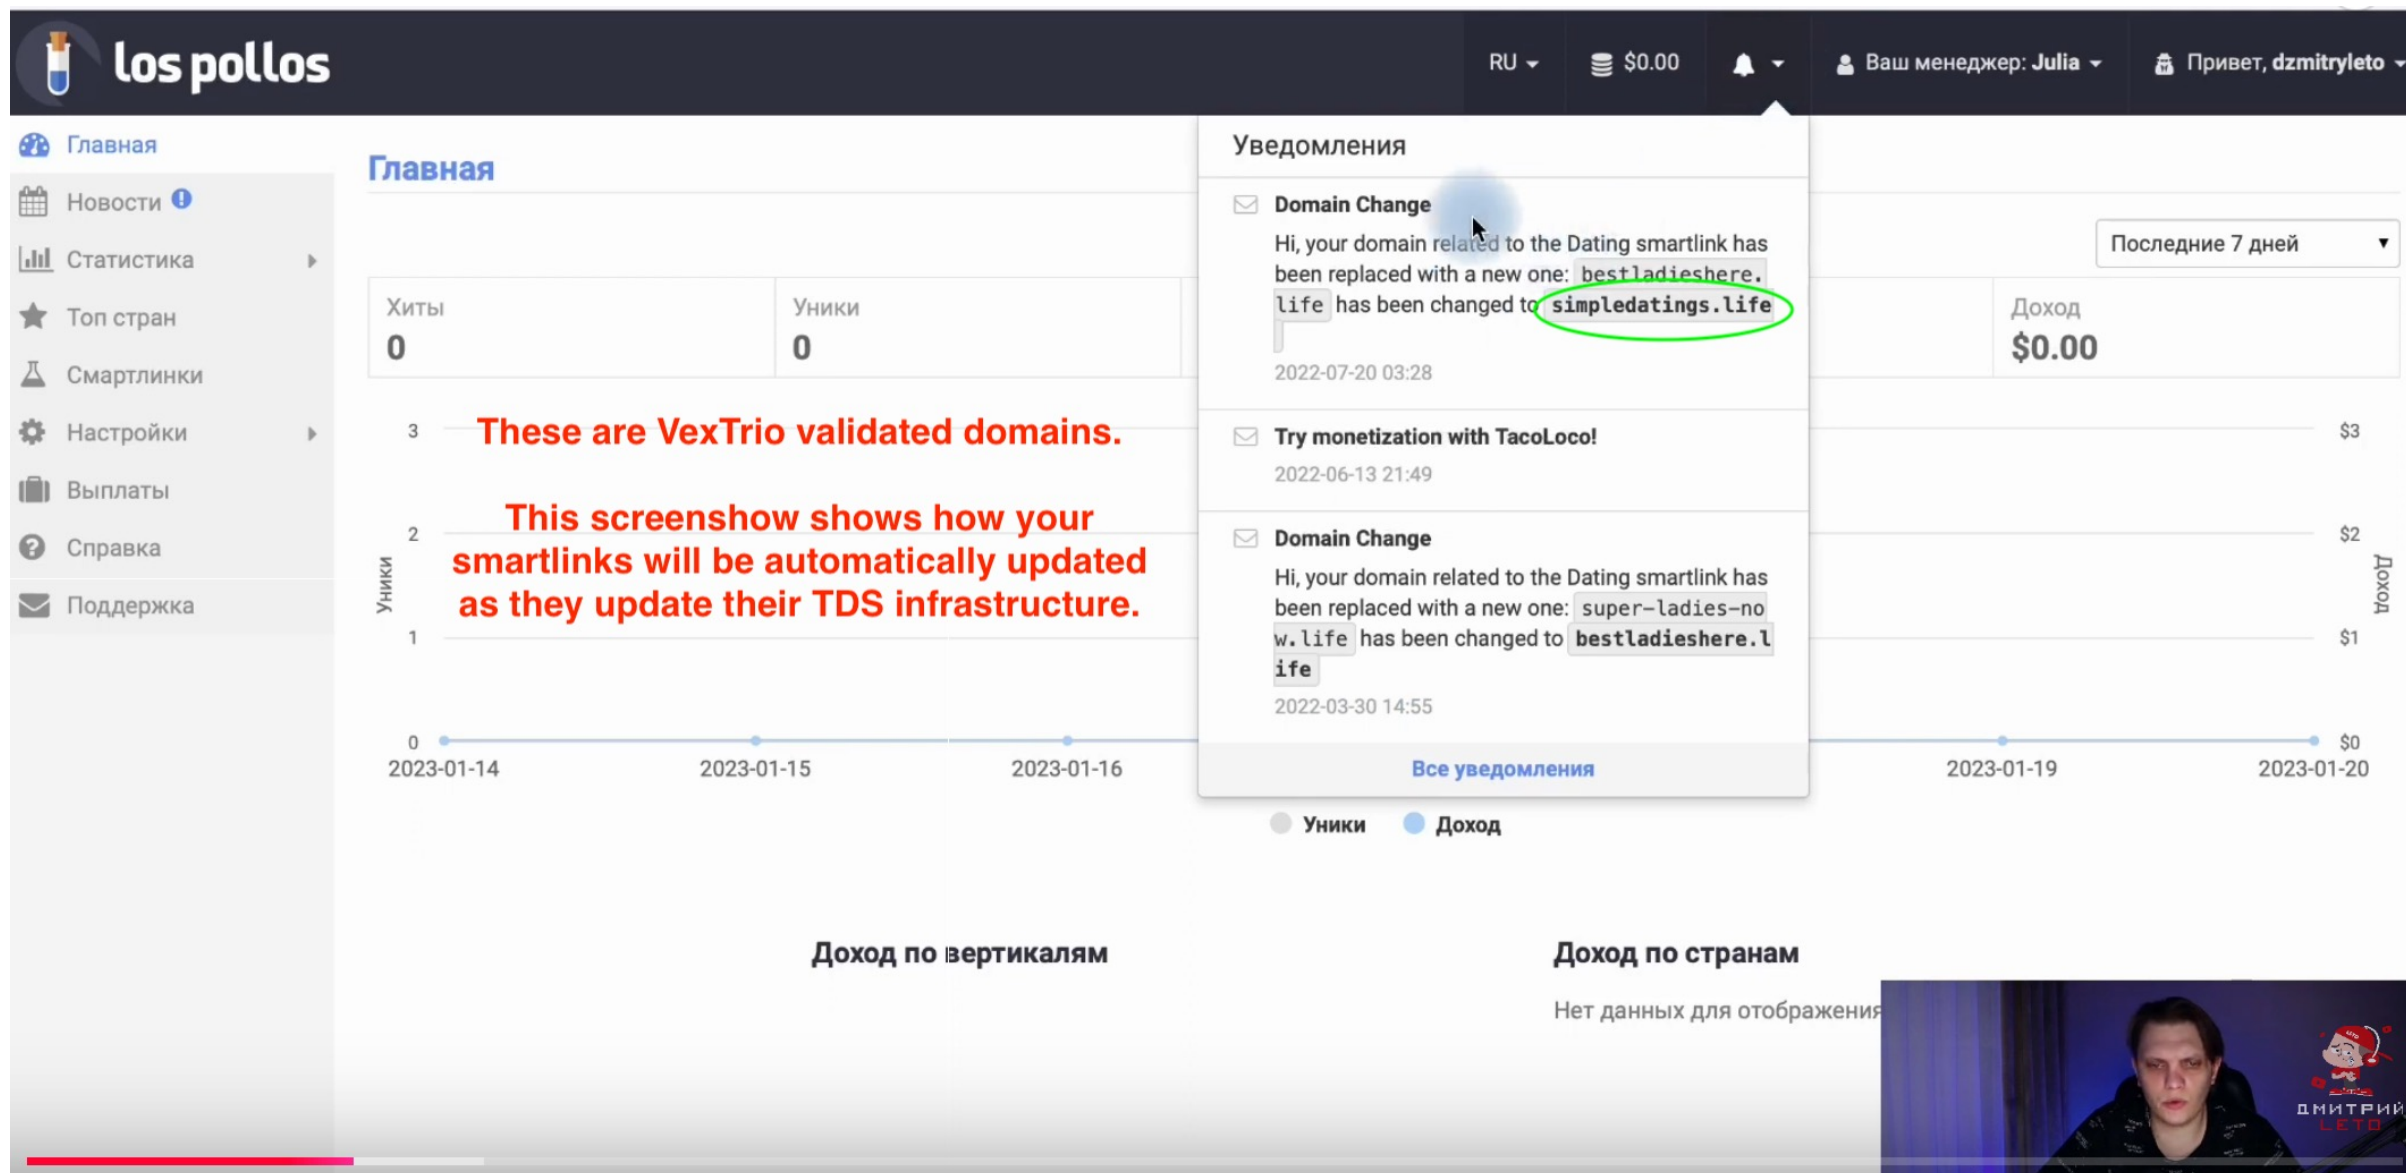 los pollos
RU
$0.00
Ваш менеджер: Julia
Привет, dzmitryleto
Главная
Новости
Статистика
Топ стран
Смартлинки
Настройки
Выплаты
Справка
Поддержка
Главная
Последние 7 дней
Хиты
0
Уники
0
Доход
$0.00
Уведомления
Domain Change
Hi, your domain related to the Dating smartlink has
been replaced with a new one: bestladieshere.
life has been changed to simpledatings.life
2022-07-20 03:28
Try monetization with TacoLoco!
2022-06-13 21:49
Domain Change
Hi, your domain related to the Dating smartlink has
been replaced with a new one: super-ladies-no
w.life has been changed to bestladieshere.l
ife
2022-03-30 14:55
Все уведомления
These are VexTrio validated domains.
This screenshow shows how your
smartlinks will be automatically updated
as they update their TDS infrastructure.
Уники
3
2
1
0
$3
$2
$1
$0
Доход
2023-01-14
2023-01-15
2023-01-16
2023-01-19
2023-01-20
Уники
Доход
Доход по вертикалям
Доход по странам
Нет данных для отображения
ДМИТРИЙ
LETO